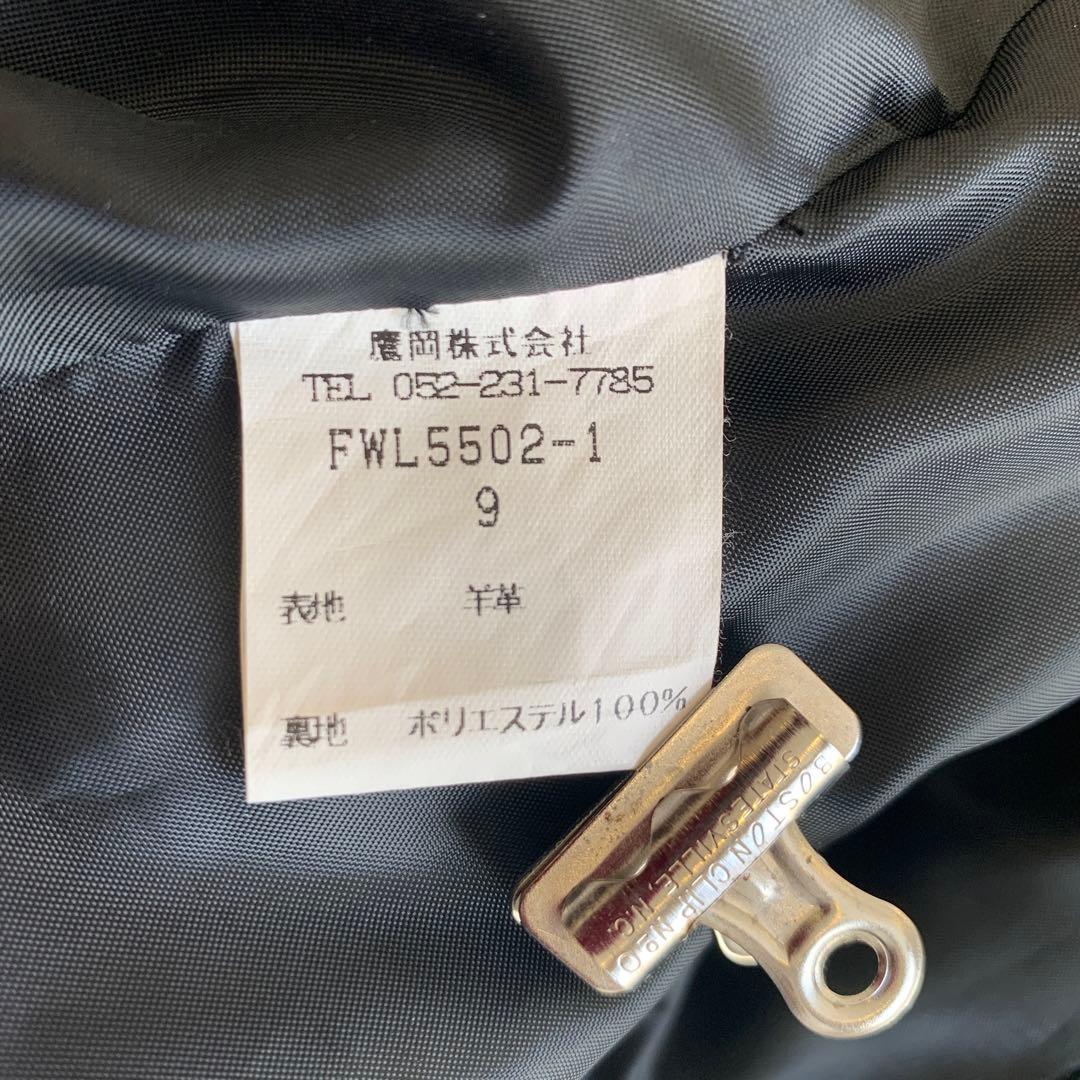 鷹岡株式会社
TEL 052-231-7785
FWL5502-1
9
表地 羊革
裏地 ポリエステル100%
BOSTON CLIP Nº 0
STATESVILLE, N.C.